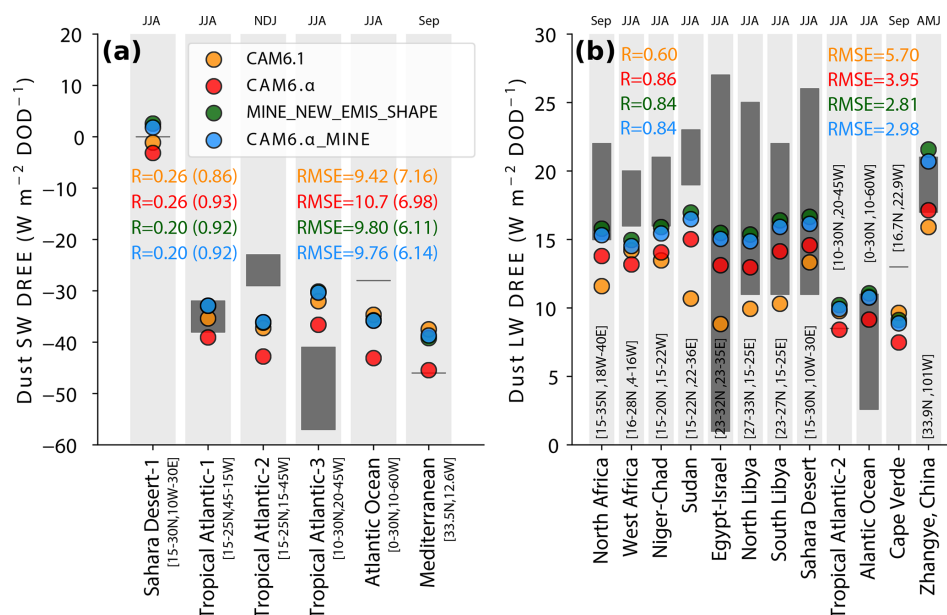 JJA JJA NDJ JJA JJA Sep
(a)
CAM6.1
CAM6.α
MINE_NEW_EMIS_SHAPE
CAM6.α_MINE
R=0.26 (0.86) RMSE=9.42 (7.16)
R=0.26 (0.93) RMSE=10.7 (6.98)
R=0.20 (0.92) RMSE=9.80 (6.11)
R=0.20 (0.92) RMSE=9.76 (6.14)
Dust SW DREE (W m⁻² DOD⁻¹)
20
10
0
−10
−20
−30
−40
−50
−60
Sahara Desert-1
[15-30N,10W-30E]
Tropical Atlantic-1
[15-25N,45-15W]
Tropical Atlantic-2
[15-25N,15-45W]
Tropical Atlantic-3
[10-30N,20-45W]
Atlantic Ocean
[0-30N,10-60W]
Mediterranean
[33.5N,12.6W]
Sep JJA JJA JJA JJA JJA JJA JJA JJA JJA Sep AMJ
(b)
R=0.60 RMSE=5.70
R=0.86 RMSE=3.95
R=0.84 RMSE=2.81
R=0.84 RMSE=2.98
Dust LW DREE (W m⁻² DOD⁻¹)
30
25
20
15
10
5
0
[15-35N,18W-40E]
[16-28N,4-16W]
[15-20N,15-22W]
[15-22N,22-36E]
[23-32N,23-35E]
[27-33N,15-25E]
[23-27N,15-25E]
[15-30N,10W-30E]
[10-30N,20-45W]
[0-30N,10-60W]
[16.7N,22.9W]
[33.9N,101W]
North Africa
West Africa
Niger-Chad
Sudan
Egypt-Israel
North Libya
South Libya
Sahara Desert
Tropical Atlantic-2
Alantic Ocean
Cape Verde
Zhangye, China